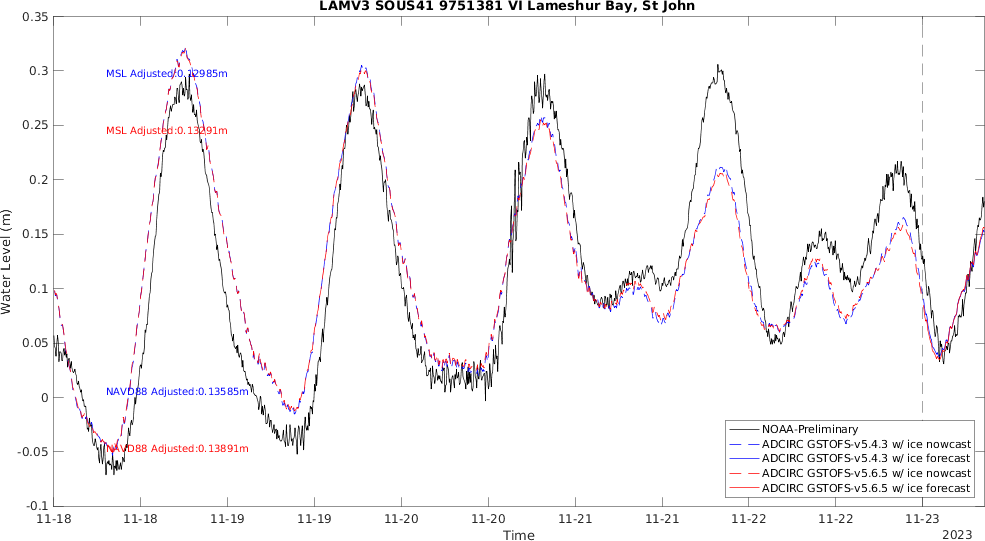 LAMV3 SOUS41 9751381 VI Lameshur Bay, St John
0.35
0.3
0.25
0.2
0.15
0.1
0.05
0
-0.05
-0.1
Water Level (m)
MSL Adjusted:0.12985m
MSL Adjusted:0.13291m
NAVD88 Adjusted:0.13585m
NAVD88 Adjusted:0.13891m
NOAA-Preliminary
ADCIRC GSTOFS-v5.4.3 w/ ice nowcast
ADCIRC GSTOFS-v5.4.3 w/ ice forecast
ADCIRC GSTOFS-v5.6.5 w/ ice nowcast
ADCIRC GSTOFS-v5.6.5 w/ ice forecast
11-18 11-18 11-19 11-19 11-20 11-20 11-21 11-21 11-22 11-22 11-23
Time
2023